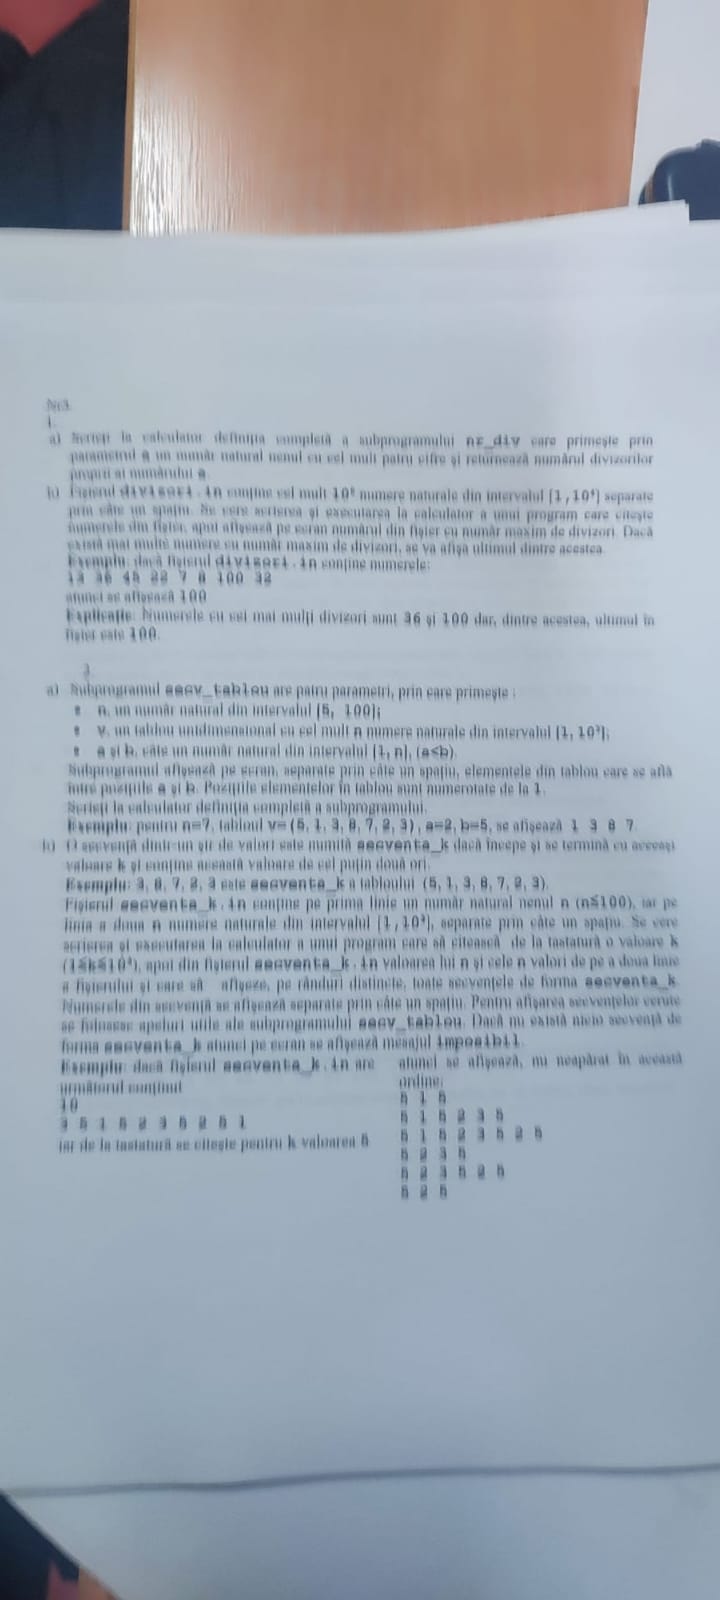 Nr3.
1.
a) Scrieți la calculator definiția completă a subprogramului nr_div care primește prin
parametrul a un număr natural nenul cu cel mult patru cifre și returnează numărul divizorilor
proprii ai numărului a.
b) Fișierul divizori.in conține cel mult 10⁶ numere naturale din intervalul [1,10⁴] separate
prin câte un spațiu. Se cere scrierea și executarea la calculator a unui program care citește
numerele din fișier, apoi afișează pe ecran numărul din fișier cu număr maxim de divizori. Dacă
există mai multe numere cu număr maxim de divizori, se va afișa ultimul dintre acestea.
Exemplu: dacă fișierul divizori.in conține numerele:
13 36 45 22 7 8 100 32
atunci se afișează 100
Explicație: Numerele cu cei mai mulți divizori sunt 36 și 100 dar, dintre acestea, ultimul în
fișier este 100.
a) Subprogramul secv_tablou are patru parametri, prin care primește :
• n, un număr natural din intervalul [5, 100];
• v, un tablou unidimensional cu cel mult n numere naturale din intervalul [1, 10³];
• a și b, câte un număr natural din intervalul [1, n], (a<b).
Subprogramul afișează pe ecran, separate prin câte un spațiu, elementele din tablou care se află
între pozițiile a și b. Pozițiile elementelor în tablou sunt numerotate de la 1.
Scrieți la calculator definiția completă a subprogramului.
Exemplu: pentru n=7, tabloul v= (5, 1, 3, 8, 7, 2, 3) , a=2, b=5, se afișează 1 3 8 7.
b) O secvență dintr-un șir de valori este numită secventa_k dacă începe și se termină cu aceeași
valoare k și conține această valoare de cel puțin două ori.
Exemplu: 3, 8, 7, 2, 3 este secventa_k a tabloului (5, 1, 3, 8, 7, 2, 3).
Fișierul secventa_k.in conține pe prima linie un număr natural nenul n (n≤100), iar pe
linia a doua n numere naturale din intervalul [1,10⁴], separate prin câte un spațiu. Se cere
scrierea și executarea la calculator a unui program care să citească de la tastatură o valoare k
(1≤k≤10⁴), apoi din fișierul secventa_k.in valoarea lui n și cele n valori de pe a doua linie
a fișierului și care să afișeze, pe rânduri distincte, toate secvențele de forma secventa_k.
Numerele din secvență se afișează separate prin câte un spațiu. Pentru afișarea secvențelor cerute
se folosesc apeluri utile ale subprogramului secv_tablou. Dacă nu există nicio secvență de
forma secventa_k atunci pe ecran se afișează mesajul imposibil.
Exemplu: dacă fișierul secventa_k.in are
următorul conținut
10
3 5 1 5 2 3 5 2 5 1
iar de la tastatură se citește pentru k valoarea 5
atunci se afișează, nu neapărat în această
ordine:
5 1 5
5 1 5 2 3 5
5 1 5 2 3 5 2 5
5 2 3 5
5 2 3 5 2 5
5 2 5